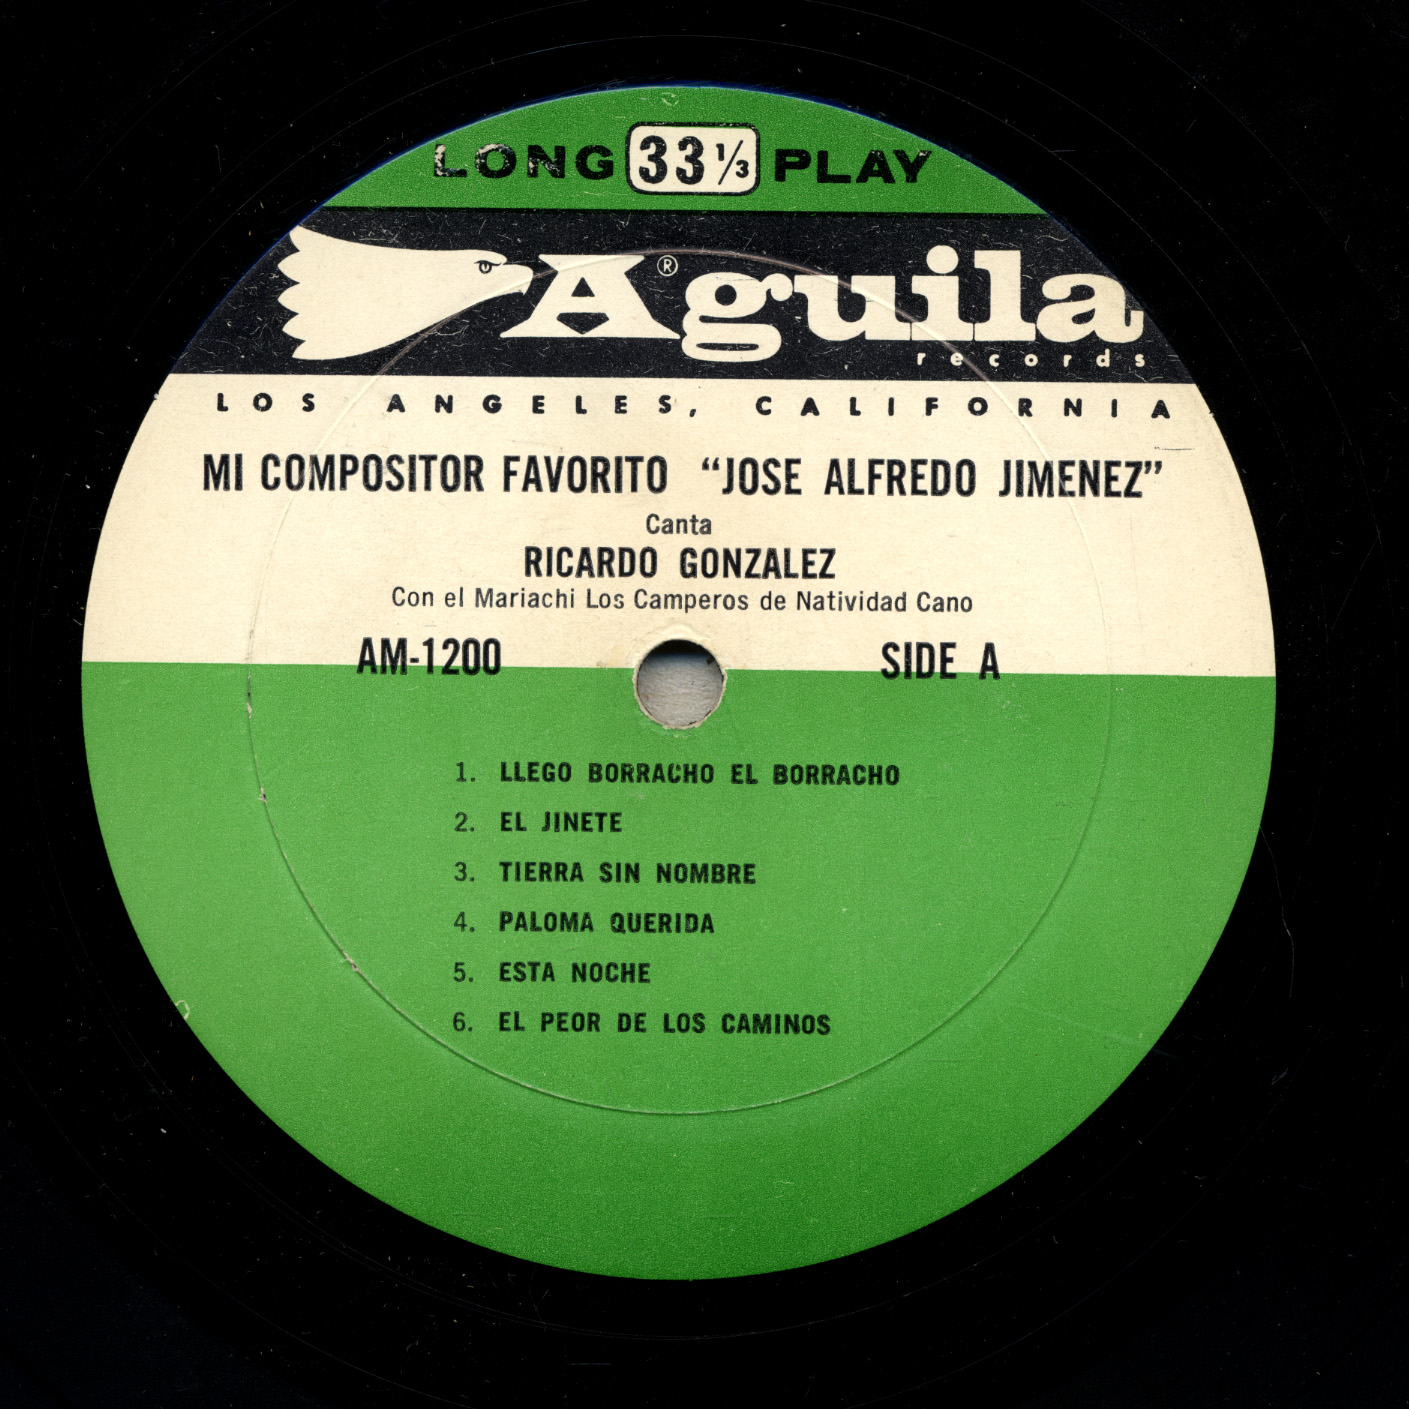 LONG 33 1/3 PLAY
Aguila®
records
LOS ANGELES, CALIFORNIA
MI COMPOSITOR FAVORITO “JOSE ALFREDO JIMENEZ”
Canta
RICARDO GONZALEZ
Con el Mariachi Los Camperos de Natividad Cano
AM-1200 SIDE A
1. LLEGO BORRACHO EL BORRACHO
2. EL JINETE
3. TIERRA SIN NOMBRE
4. PALOMA QUERIDA
5. ESTA NOCHE
6. EL PEOR DE LOS CAMINOS